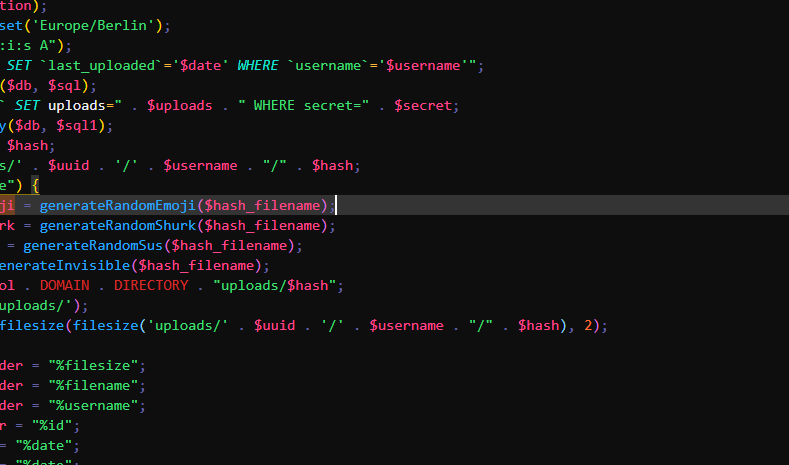 tion);
set('Europe/Berlin');
:i:s A");
SET `last_uploaded`='$date' WHERE `username`='$username'";
($db, $sql);
` SET uploads=" . $uploads . " WHERE secret=" . $secret;
y($db, $sql1);
$hash;
s/' . $uuid . '/' . $username . "/" . $hash;
e") {
ji = generateRandomEmoji($hash_filename);
rk = generateRandomShurk($hash_filename);
= generateRandomSus($hash_filename);
enerateInvisible($hash_filename);
ol . DOMAIN . DIRECTORY . "uploads/$hash";
uploads/');
filesize(filesize('uploads/' . $uuid . '/' . $username . "/" . $hash), 2);
der = "%filesize";
der = "%filename";
der = "%username";
r = "%id";
= "%date";
= "%date";